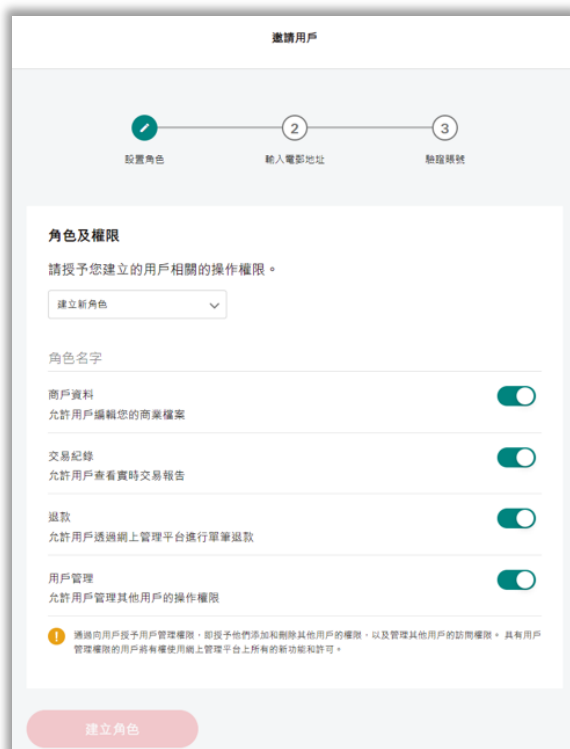 邀請用戶
2 3
設置角色 輸入電郵地址 驗證賬號
角色及權限
請授予您建立的用戶相關的操作權限。
建立新角色
角色名字
商戶資料
允許用戶編輯您的商業檔案
交易紀錄
允許用戶查看實時交易報告
退款
允許用戶透過網上管理平台進行單筆退款
用戶管理
允許用戶管理其他用戶的操作權限
! 通過向用戶授予用戶管理權限，即授予他們添加和刪除其他用戶的權限，以及管理其他用戶的訪問權限。 具有用戶
管理權限的用戶將有權使用網上管理平台上所有的新功能和許可。
建立角色